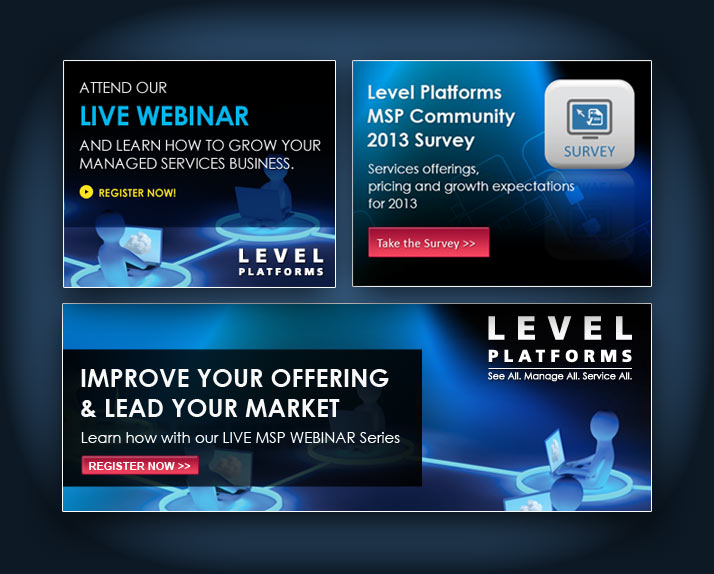 ATTEND OUR
LIVE WEBINAR
AND LEARN HOW TO GROW YOUR
MANAGED SERVICES BUSINESS.
REGISTER NOW!
LEVEL
PLATFORMS
Level Platforms
MSP Community
2013 Survey
Services offerings,
pricing and growth expectations
for 2013
Take the Survey >>
SURVEY
LEVEL
PLATFORMS
See All. Manage All. Service All.
IMPROVE YOUR OFFERING
& LEAD YOUR MARKET
Learn how with our LIVE MSP WEBINAR Series
REGISTER NOW >>